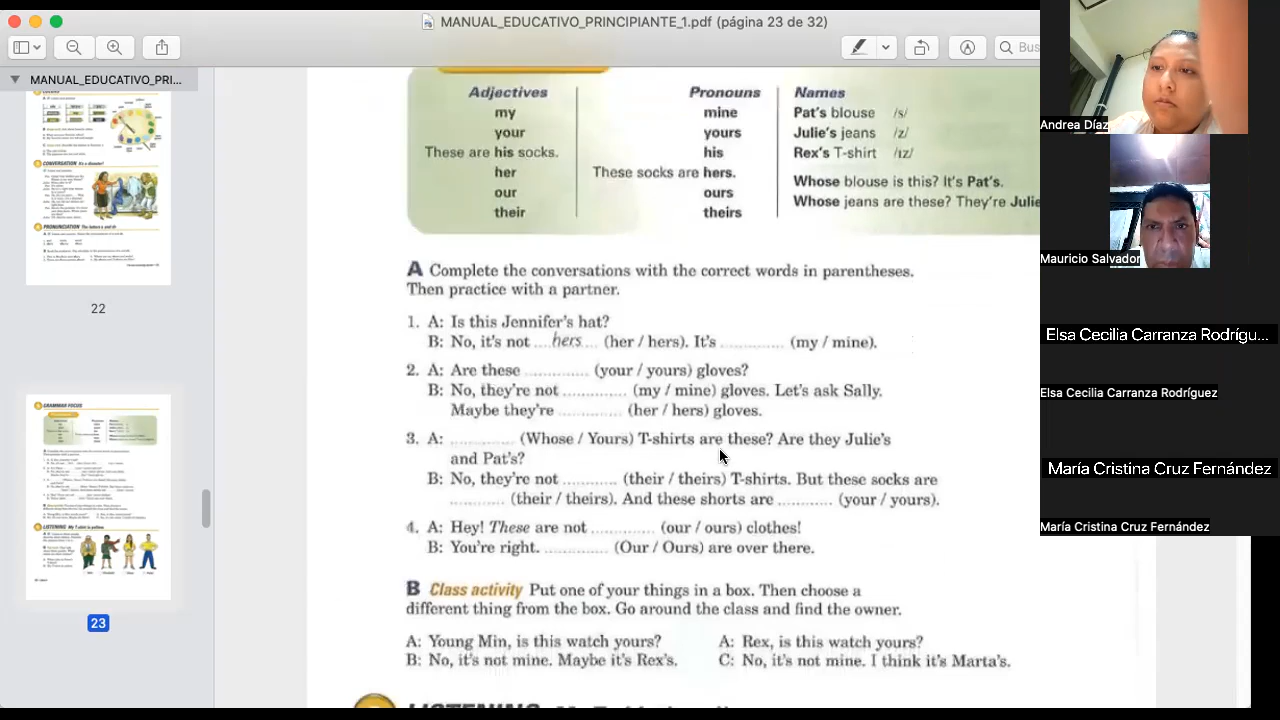 MANUAL_EDUCATIVO_PRINCIPIANTE_1.pdf (página 23 de 32)
Bus
MANUAL_EDUCATIVO_PRI...
22
23
Adjectives
my
your
These are his socks.
her
our
their
Pronouns
mine
yours
his
These socks are hers.
ours
theirs
Names
Pat's blouse /s/
Julie's jeans /z/
Rex's T-shirt /ɪz/
Whose blouse is this? It's Pat's.
Whose jeans are these? They're Julie
A Complete the conversations with the correct words in parentheses.
Then practice with a partner.
1. A: Is this Jennifer's hat?
B: No, it's not ....hers.... (her / hers). It's ............. (my / mine).
2. A: Are these ............. (your / yours) gloves?
B: No, they're not ............. (my / mine) gloves. Let's ask Sally.
Maybe they're ............. (her / hers) gloves.
3. A: ............. (Whose / Yours) T-shirts are these? Are they Julie's
and Pat's?
B: No, they're not ............. (their / theirs) T-shirts. But these socks are
............. (their / theirs). And these shorts are ............. (your / yours).
4. A: Hey! These are not ............. (our / ours) clothes!
B: You're right. ............. (Our / Ours) are over there.
B Class activity Put one of your things in a box. Then choose a
different thing from the box. Go around the class and find the owner.
A: Young Min, is this watch yours?
B: No, it's not mine. Maybe it's Rex's.
A: Rex, is this watch yours?
C: No, it's not mine. I think it's Marta's.
Andrea Díaz
Mauricio Salvador
Elsa Cecilia Carranza Rodrígu...
Elsa Cecilia Carranza Rodríguez
María Cristina Cruz Fernández
María Cristina Cruz Fernández